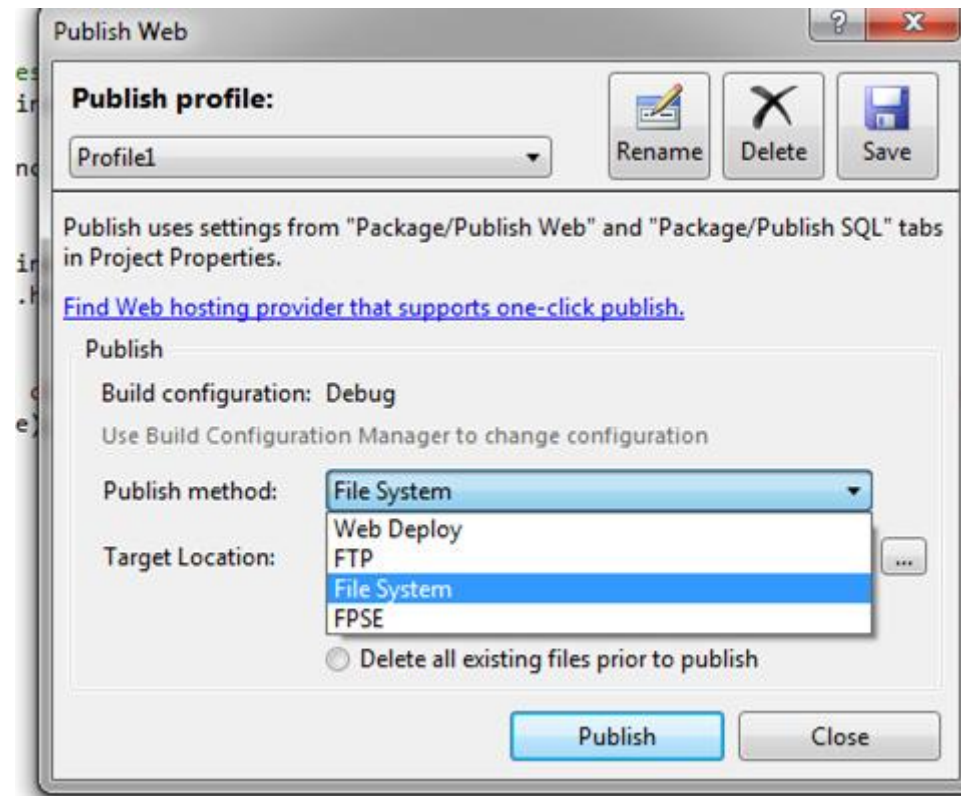 Publish Web
?
X
Publish profile:
Rename
Delete
Save
Profile1
Publish uses settings from "Package/Publish Web" and "Package/Publish SQL" tabs
in Project Properties.
Find Web hosting provider that supports one-click publish.
Publish
Build configuration: Debug
Use Build Configuration Manager to change configuration
Publish method: File System
Web Deploy
Target Location: FTP ...
File System
FPSE
Delete all existing files prior to publish
Publish Close